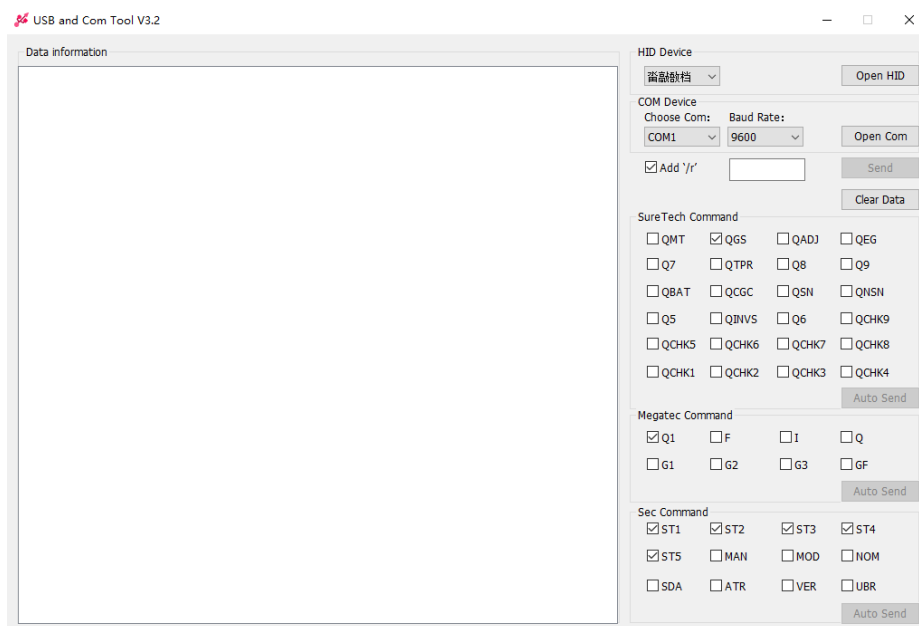 USB and Com Tool V3.2
Data information
HID Device
Open HID
COM Device
Choose Com: Baud Rate:
COM1 9600 Open Com
Add '/r' Send
Clear Data
SureTech Command
QMT QGS QADJ QEG
Q7 QTPR Q8 Q9
QBAT QCGC QSN QNSN
Q5 QINVS Q6 QCHK9
QCHK5 QCHK6 QCHK7 QCHK8
QCHK1 QCHK2 QCHK3 QCHK4
Auto Send
Megatec Command
Q1 F I Q
G1 G2 G3 GF
Auto Send
Sec Command
ST1 ST2 ST3 ST4
ST5 MAN MOD NOM
SDA ATR VER UBR
Auto Send